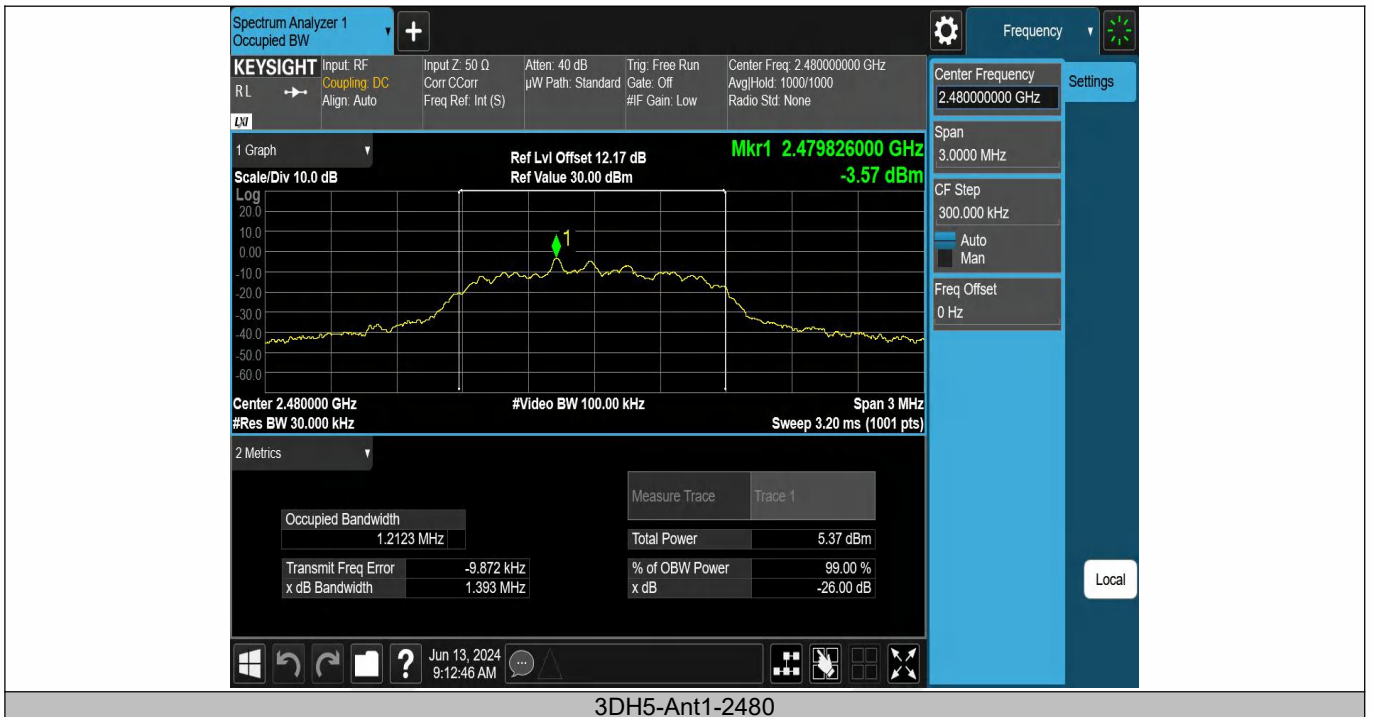 Spectrum Analyzer 1
Occupied BW
+
Frequency
KEYSIGHT
RL
LXI
Input: RF
Coupling: DC
Align: Auto
Input Z: 50 Ω
Corr CCorr
Freq Ref: Int (S)
Atten: 40 dB
µW Path: Standard
Trig: Free Run
Gate: Off
#IF Gain: Low
Center Freq: 2.480000000 GHz
Avg|Hold: 1000/1000
Radio Std: None
Center Frequency
2.480000000 GHz
Settings
Span
3.0000 MHz
CF Step
300.000 kHz
Auto
Man
Freq Offset
0 Hz
Local
1 Graph
Scale/Div 10.0 dB
Ref Lvl Offset 12.17 dB
Ref Value 30.00 dBm
Mkr1 2.479826000 GHz
-3.57 dBm
Log
20.0
10.0
0.00
-10.0
-20.0
-30.0
-40.0
-50.0
-60.0
1
Center 2.480000 GHz
#Video BW 100.00 kHz
Span 3 MHz
#Res BW 30.000 kHz
Sweep 3.20 ms (1001 pts)
2 Metrics
Measure Trace Trace 1
Occupied Bandwidth
1.2123 MHz
Total Power 5.37 dBm
Transmit Freq Error -9.872 kHz
% of OBW Power 99.00 %
x dB Bandwidth 1.393 MHz
x dB -26.00 dB
?
Jun 13, 2024
9:12:46 AM
3DH5-Ant1-2480